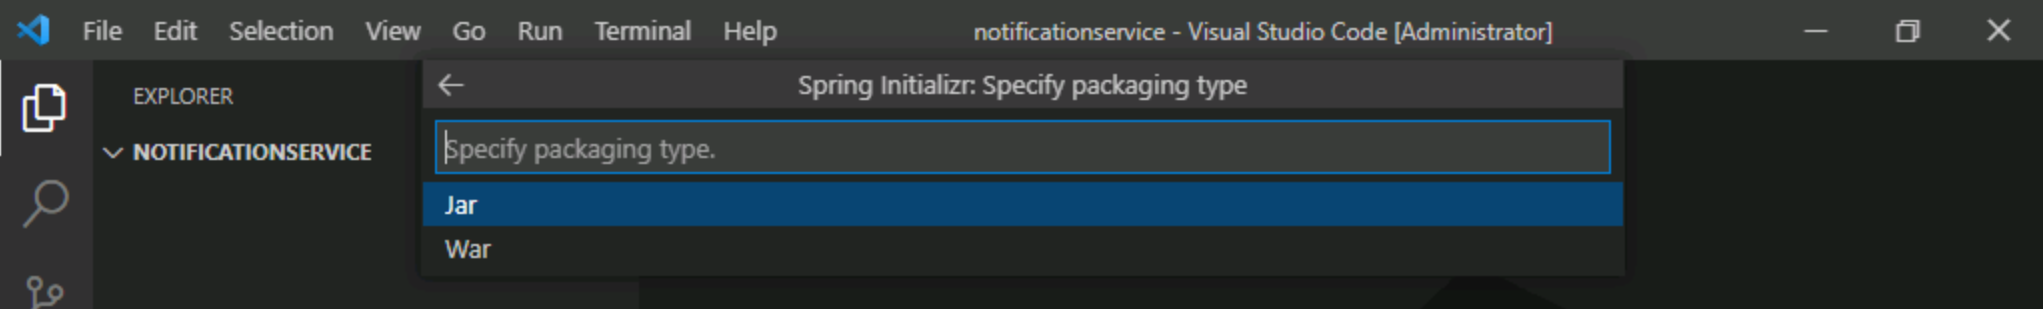 File Edit Selection View Go Run Terminal Help notificationservice - Visual Studio Code [Administrator]
EXPLORER
NOTIFICATIONSERVICE
Spring Initializr: Specify packaging type
Specify packaging type.
Jar
War